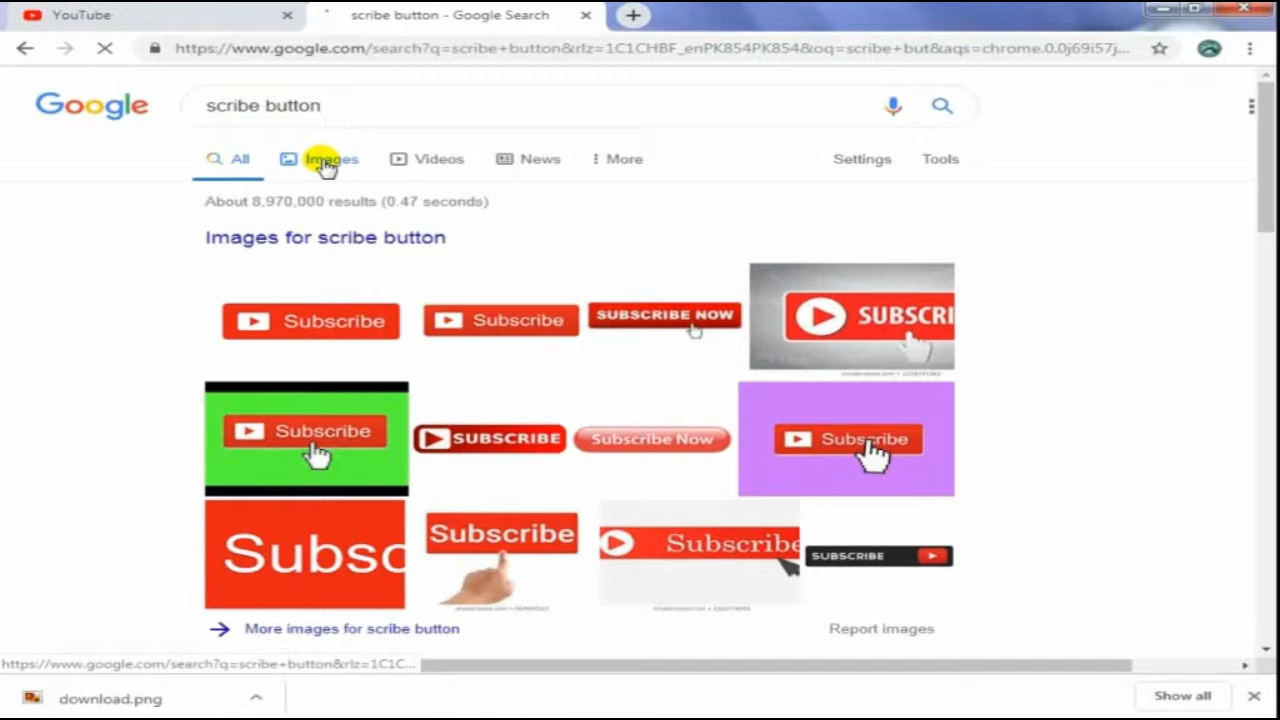 YouTube
scribe button - Google Search
https://www.google.com/search?q=scribe+button&rlz=1C1CHBF_enPK854PK854&oq=scribe+but&aqs=chrome.0.0j69i57j...
Google
scribe button
All
Images
Videos
News
More
Settings
Tools
About 8,970,000 results (0.47 seconds)
Images for scribe button
Subscribe
Subscribe
SUBSCRIBE NOW
SUBSCRI
Subscribe
SUBSCRIBE
Subscribe Now
Subscribe
Subsc
Subscribe
Subscribe
SUBSCRIBE
More images for scribe button
Report images
https://www.google.com/search?q=scribe+button&rlz=1C1C...
download.png
Show all